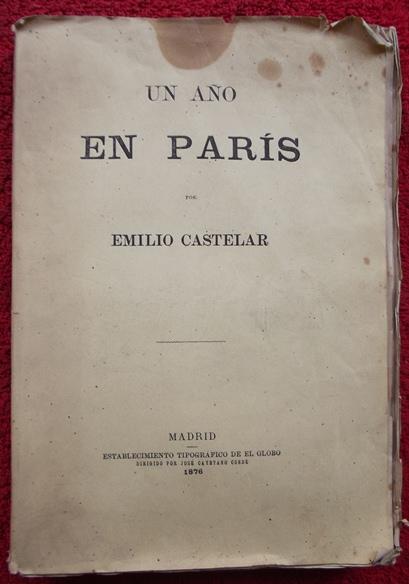 UN AÑO
EN PARÍS
POR
EMILIO CASTELAR
MADRID
ESTABLECIMIENTO TIPOGRÁFICO DE EL GLOBO
DIRIGIDO POR JOSÉ CAYETANO CONDE
1876